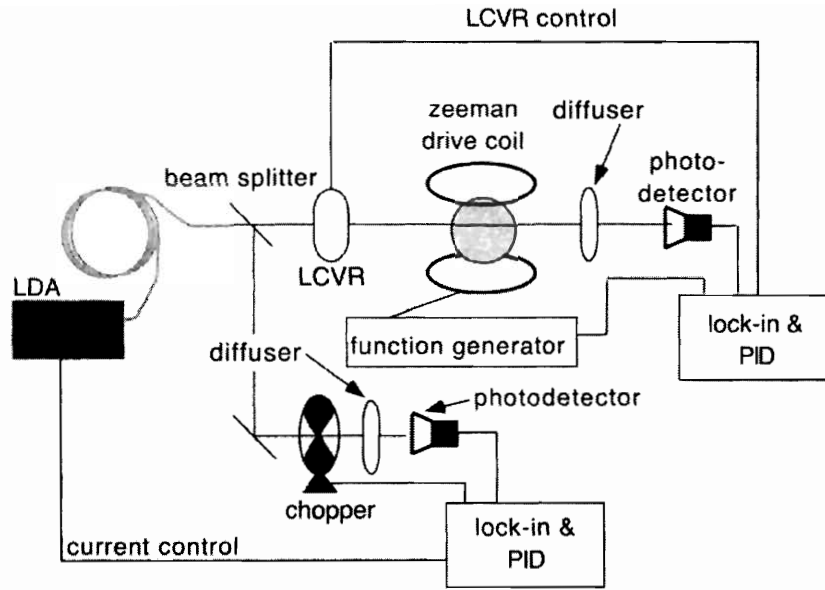 LCVR control
zeeman
drive coil
diffuser
photo-
detector
beam splitter
LCVR
LDA
function generator
lock-in &
PID
diffuser
photodetector
chopper
lock-in &
PID
current control